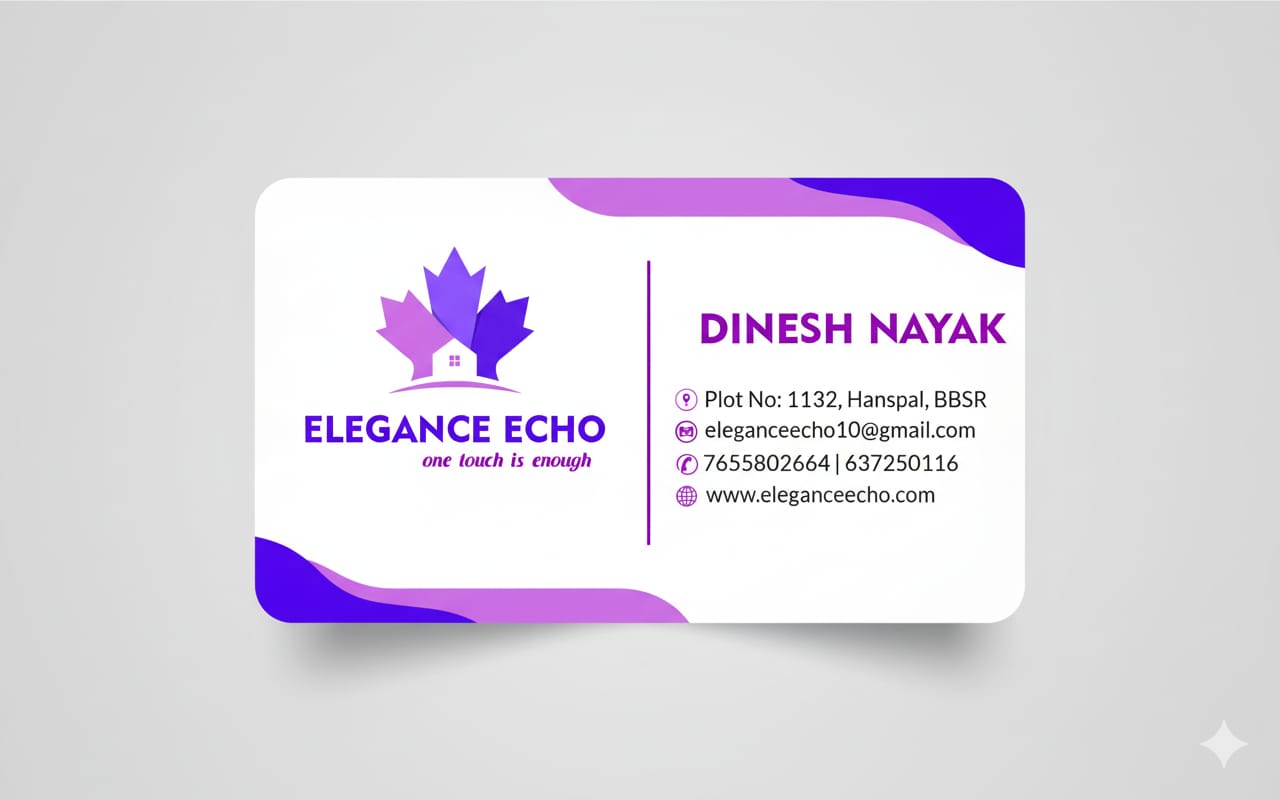 ELEGANCE ECHO
one touch is enough
DINESH NAYAK
Plot No: 1132, Hanspal, BBSR
eleganceecho10@gmail.com
7655802664 | 637250116
www.eleganceecho.com